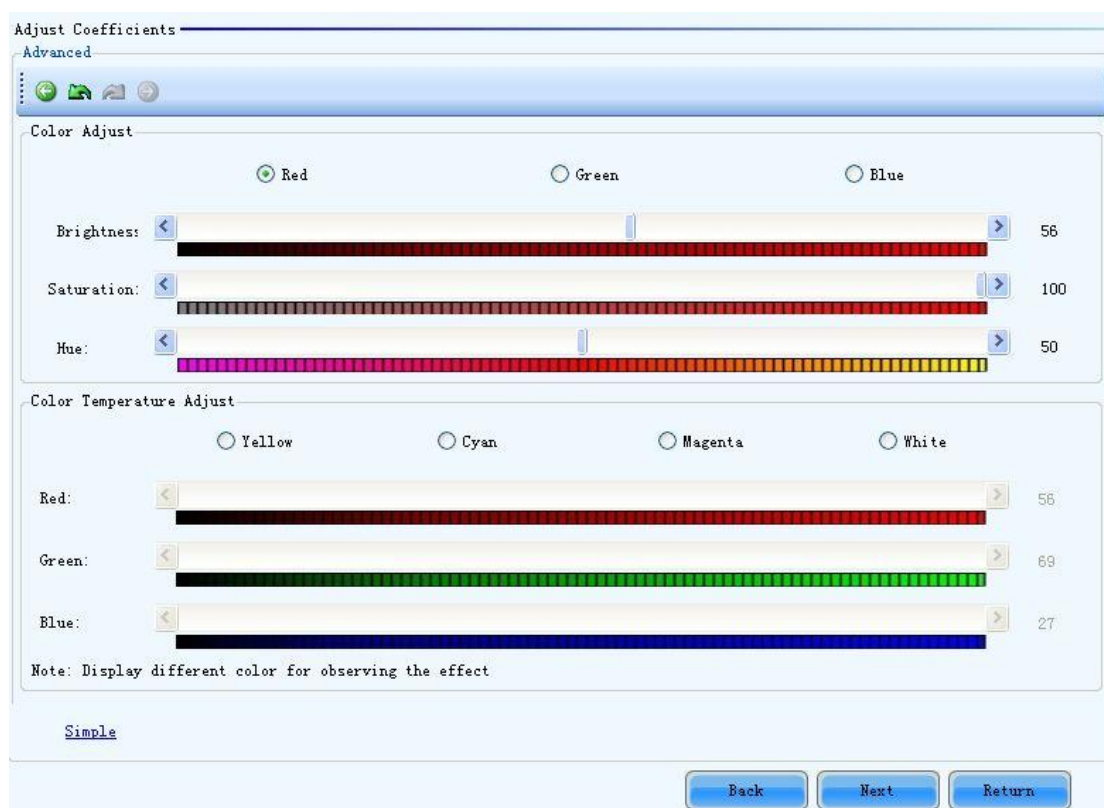 Adjust Coefficients
Advanced
Color Adjust
Red Green Blue
Brightness 56
Saturation: 100
Hue: 50
Color Temperature Adjust
Yellow Cyan Magenta White
Red: 56
Green: 69
Blue: 27
Note: Display different color for observing the effect
Simple
Back Next Return